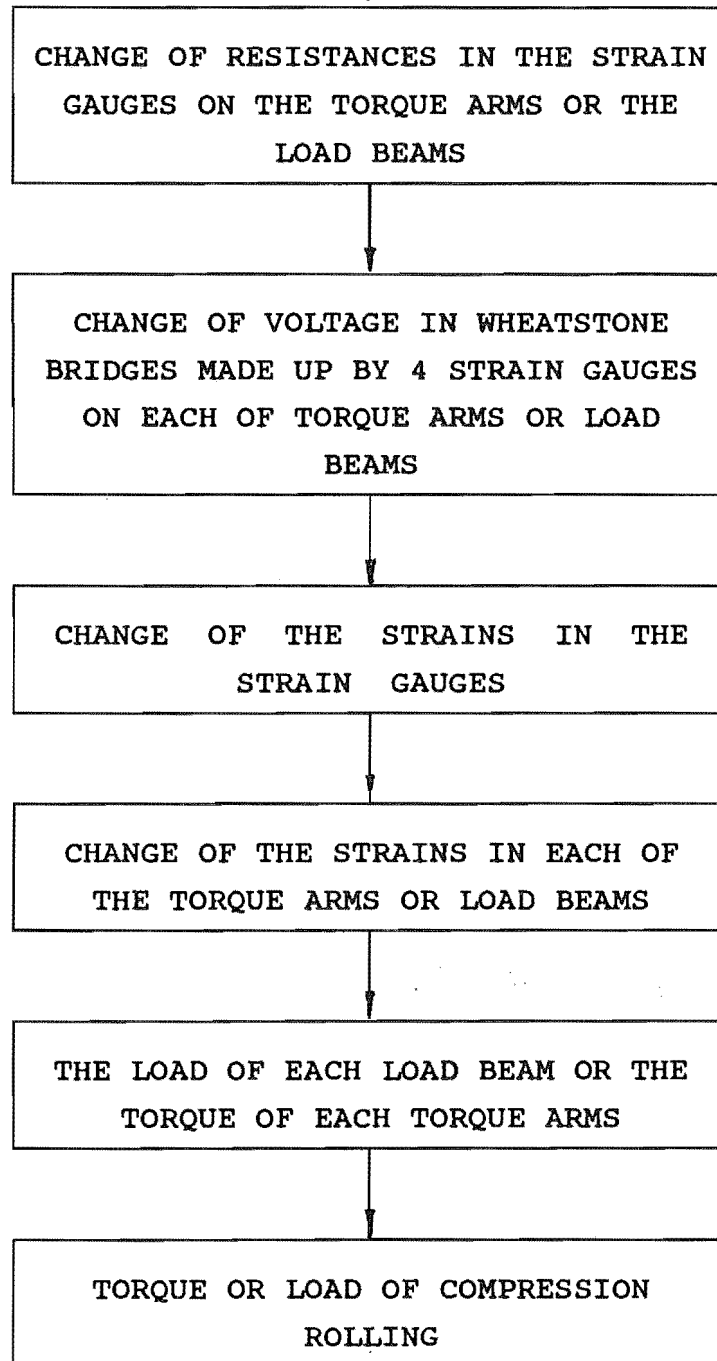 CHANGE OF RESISTANCES IN THE STRAIN
GAUGES ON THE TORQUE ARMS OR THE
LOAD BEAMS
CHANGE OF VOLTAGE IN WHEATSTONE
BRIDGES MADE UP BY 4 STRAIN GAUGES
ON EACH OF TORQUE ARMS OR LOAD
BEAMS
CHANGE OF THE STRAINS IN THE
STRAIN GAUGES
CHANGE OF THE STRAINS IN EACH OF
THE TORQUE ARMS OR LOAD BEAMS
THE LOAD OF EACH LOAD BEAM OR THE
TORQUE OF EACH TORQUE ARMS
TORQUE OR LOAD OF COMPRESSION
ROLLING